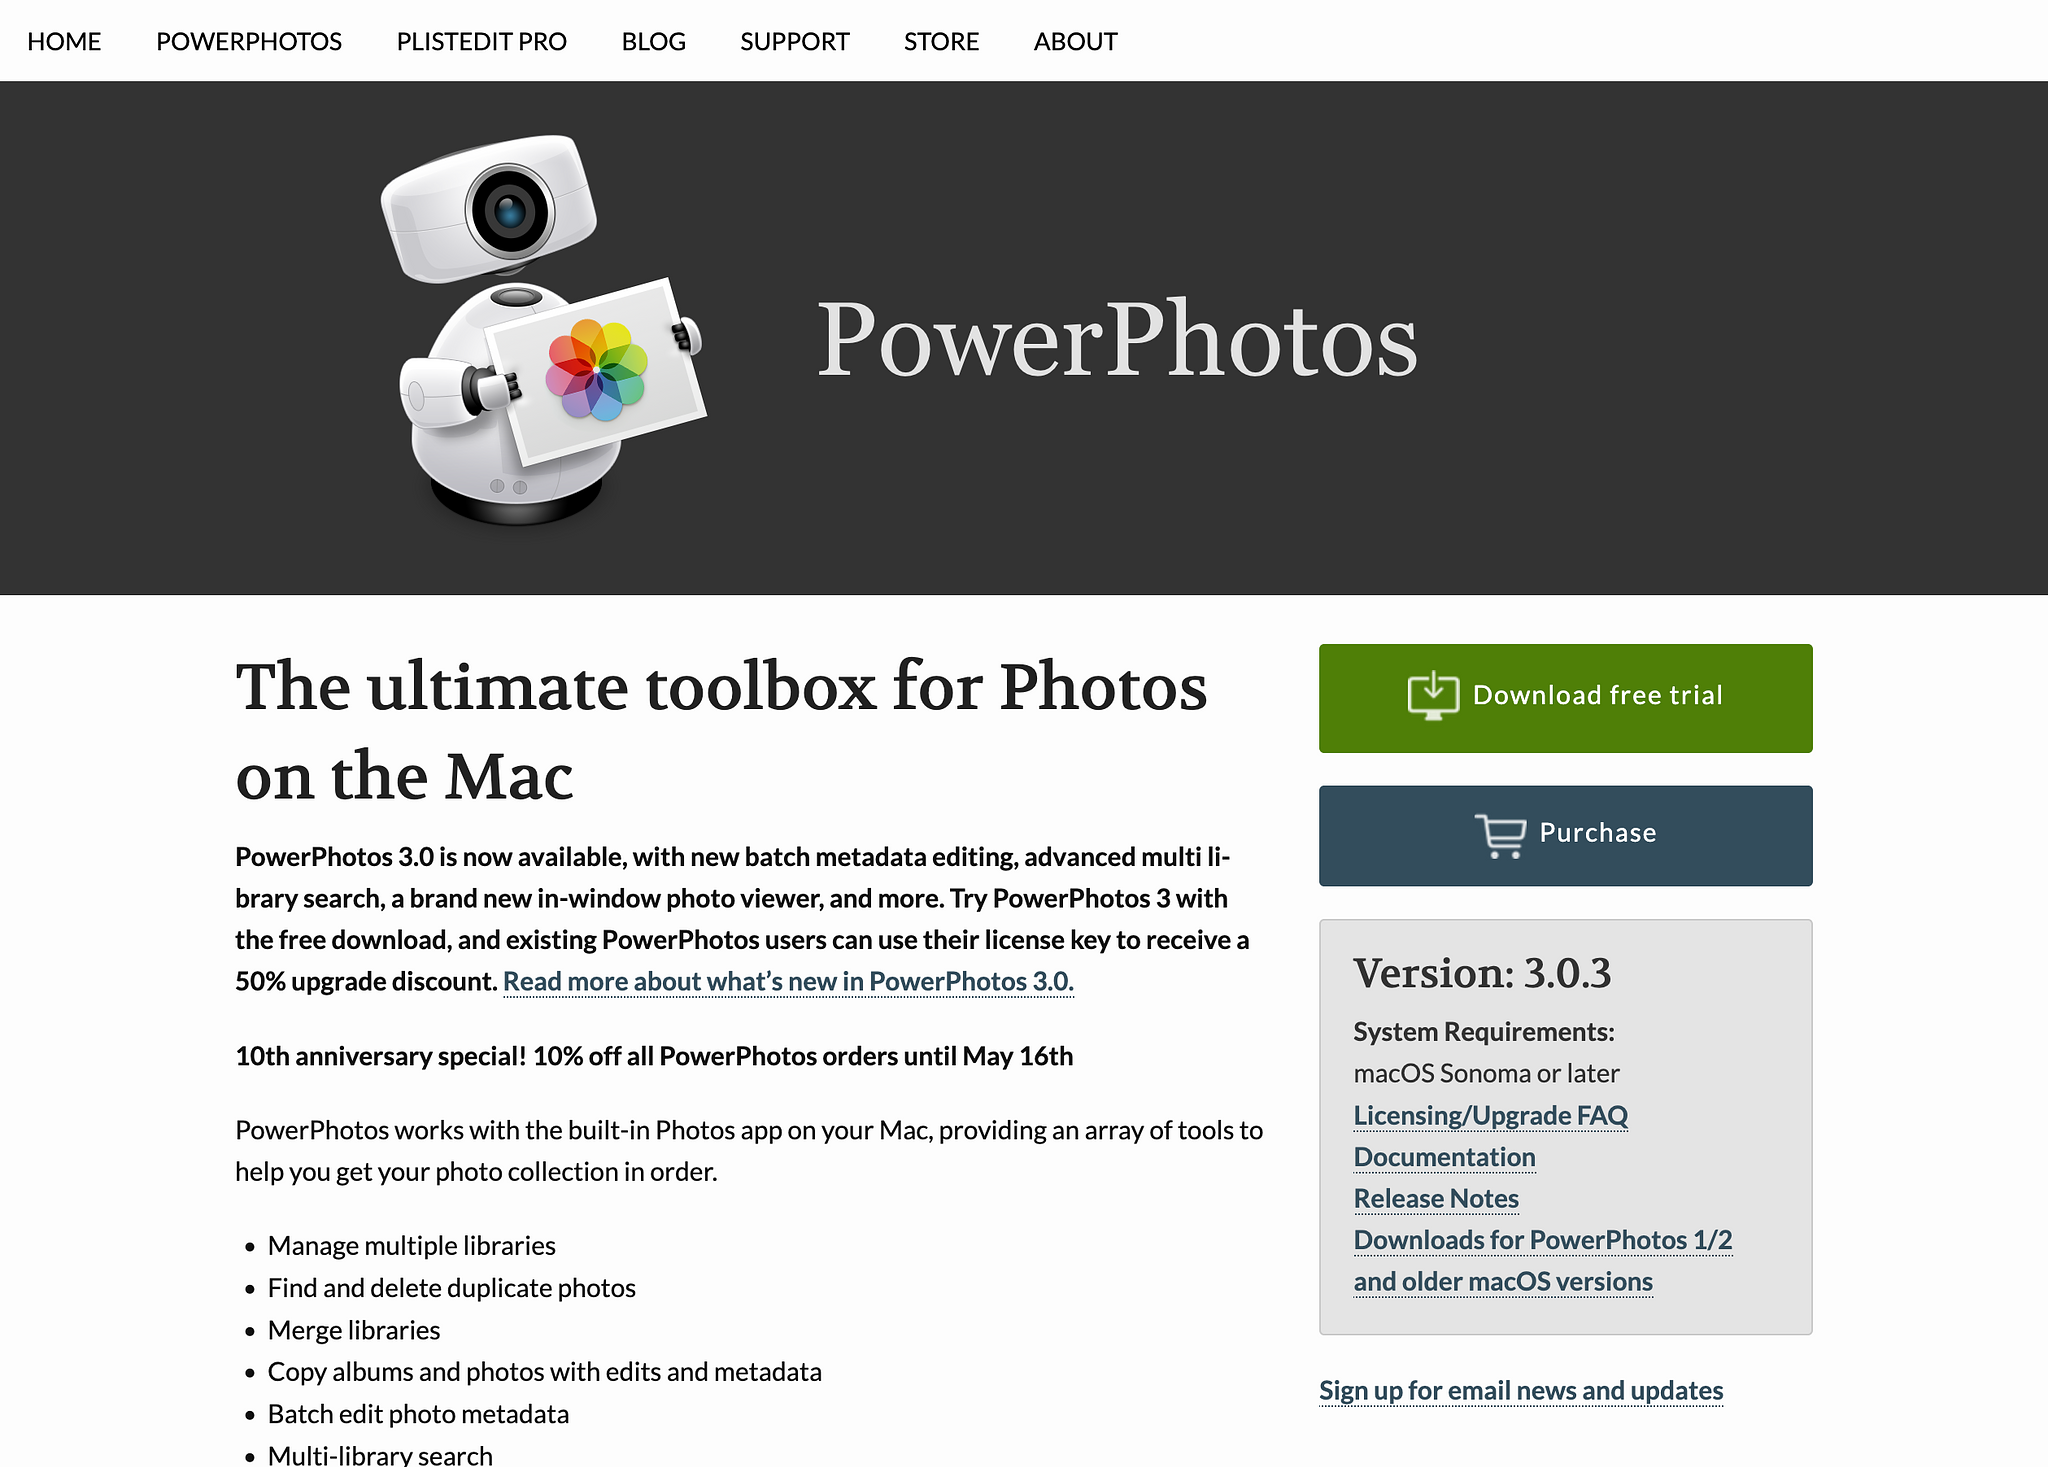 HOME POWERPHOTOS PLISTEDIT PRO BLOG SUPPORT STORE ABOUT
PowerPhotos
The ultimate toolbox for Photos
on the Mac
PowerPhotos 3.0 is now available, with new batch metadata editing, advanced multi li-
brary search, a brand new in-window photo viewer, and more. Try PowerPhotos 3 with
the free download, and existing PowerPhotos users can use their license key to receive a
50% upgrade discount. Read more about what’s new in PowerPhotos 3.0.
10th anniversary special! 10% off all PowerPhotos orders until May 16th
PowerPhotos works with the built-in Photos app on your Mac, providing an array of tools to
help you get your photo collection in order.
• Manage multiple libraries
• Find and delete duplicate photos
• Merge libraries
• Copy albums and photos with edits and metadata
• Batch edit photo metadata
• Multi-library search
Download free trial
Purchase
Version: 3.0.3
System Requirements:
macOS Sonoma or later
Licensing/Upgrade FAQ
Documentation
Release Notes
Downloads for PowerPhotos 1/2
and older macOS versions
Sign up for email news and updates